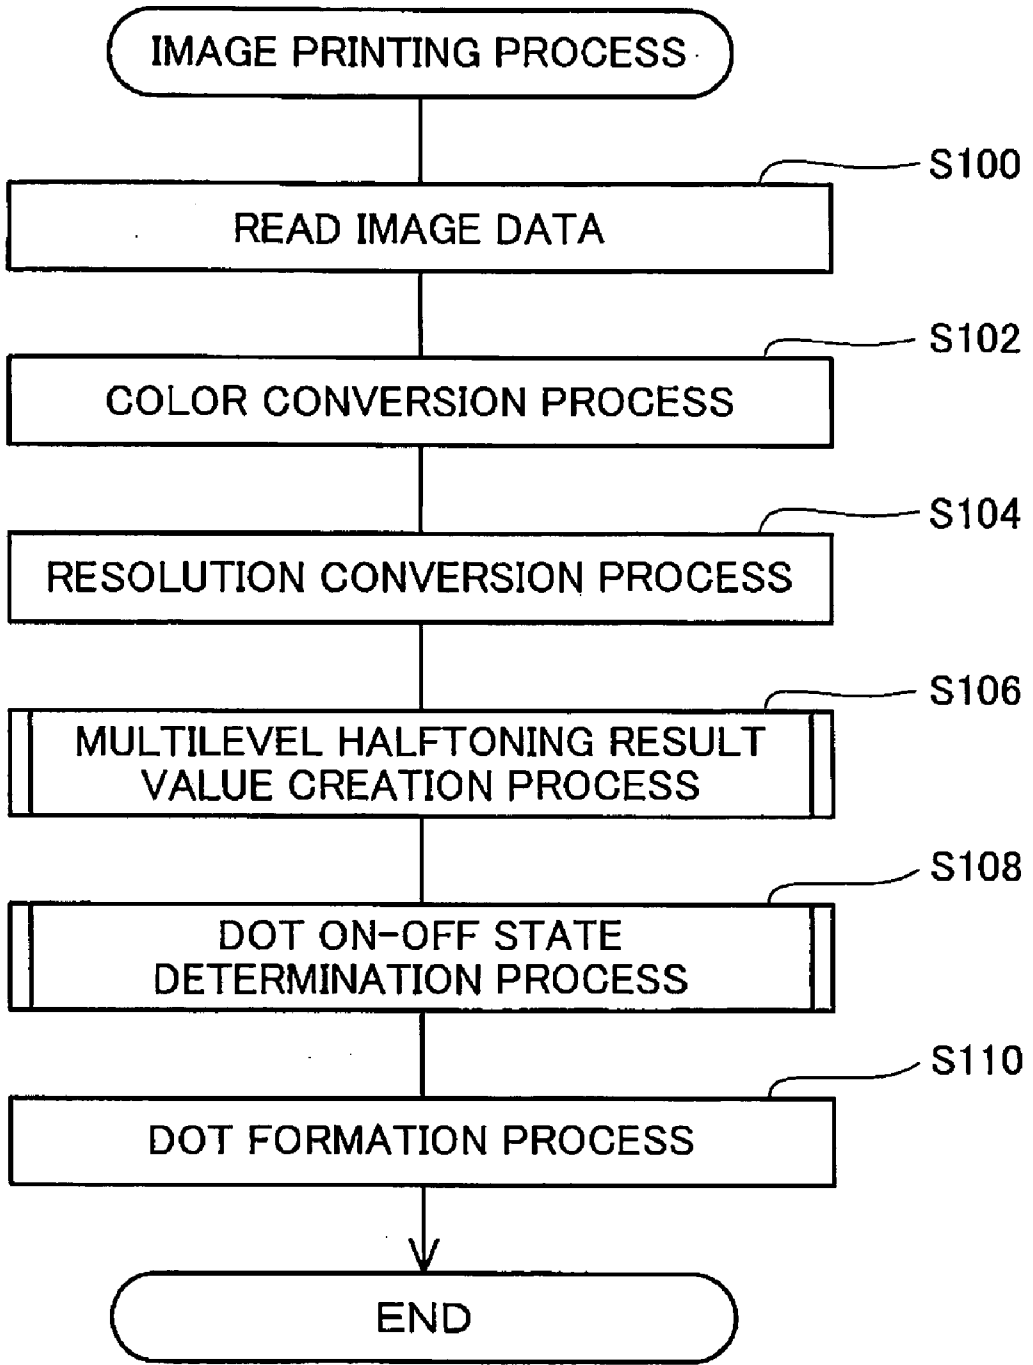 IMAGE PRINTING PROCESS
S100
READ IMAGE DATA
S102
COLOR CONVERSION PROCESS
S104
RESOLUTION CONVERSION PROCESS
S106
MULTILEVEL HALFTONING RESULT
VALUE CREATION PROCESS
S108
DOT ON-OFF STATE
DETERMINATION PROCESS
S110
DOT FORMATION PROCESS
END